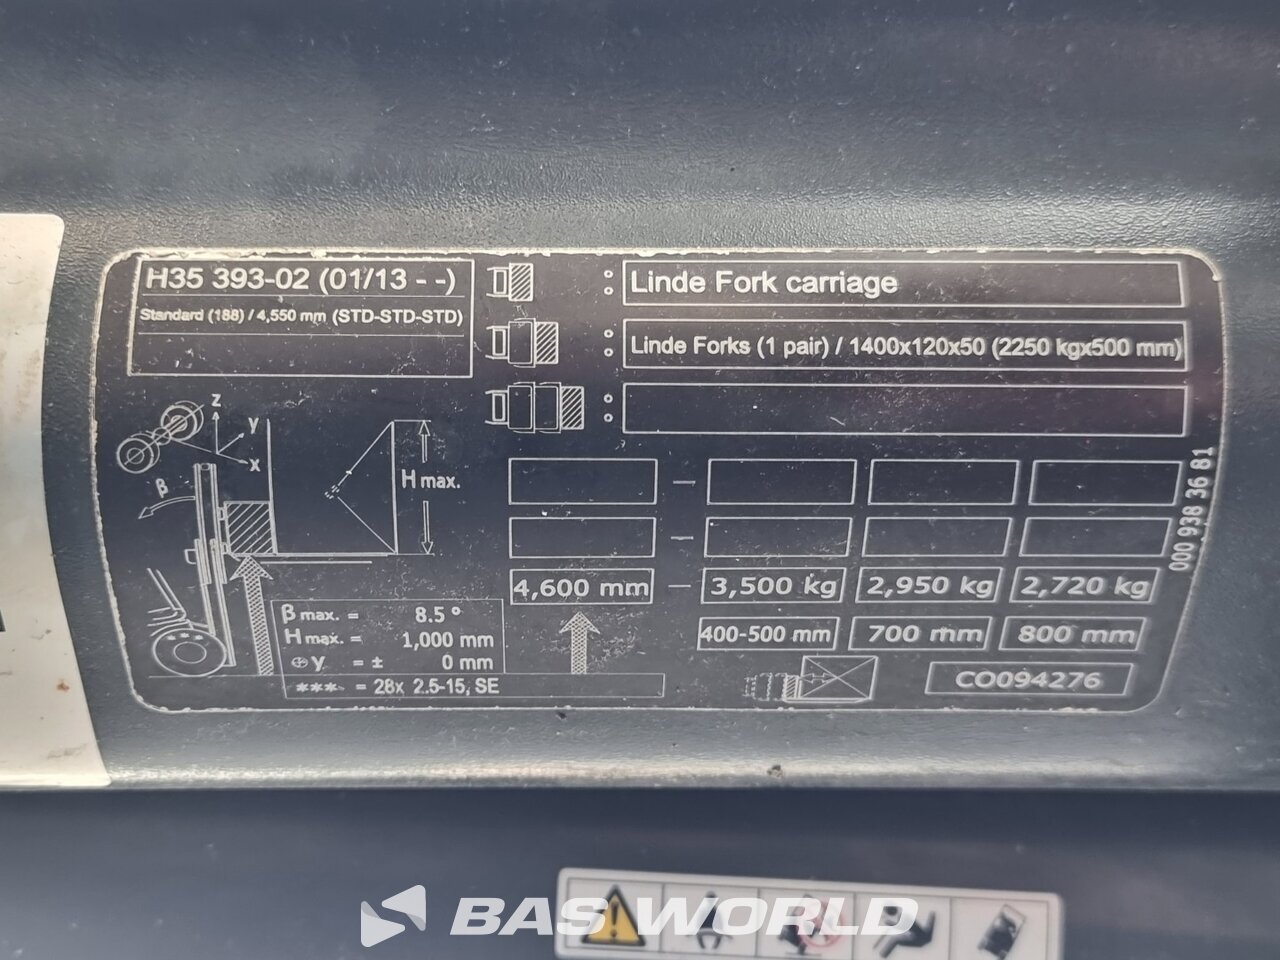 H35 393-02 (01/13 - -)
Standard (188) / 4,550 mm (STD-STD-STD)
: Linde Fork carriage
: Linde Forks (1 pair) / 1400x120x50 (2250 kgx500 mm)
:
Z
Y
X
β
H max.
4,600 mm – 3,500 kg 2,950 kg 2,720 kg
400-500 mm 700 mm 800 mm
β max. = 8.5 °
H max. = 1,000 mm
y = ± 0 mm
*** = 28x 2.5-15, SE
CO094276
000 938 36 81
BAS WORLD